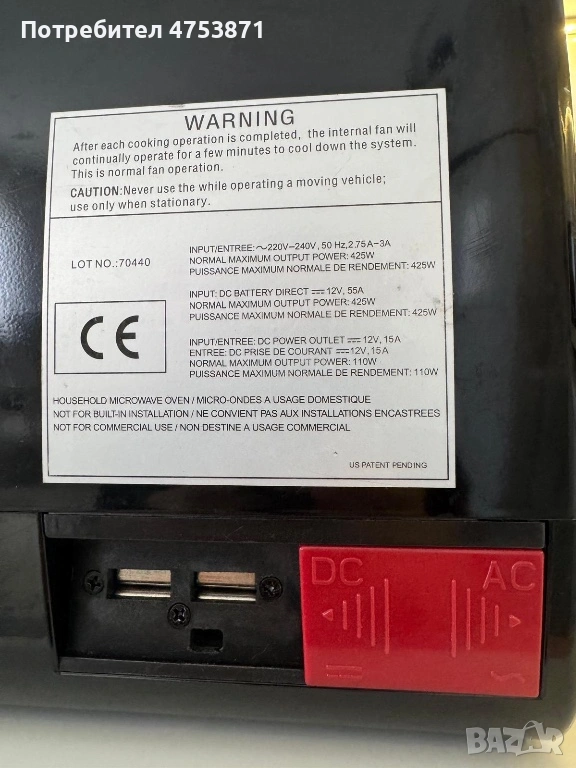 Потребител 4753871
WARNING
After each cooking operation is completed, the internal fan will
continually operate for a few minutes to cool down the system.
This is normal fan operation.
CAUTION:Never use the while operating a moving vehicle;
use only when stationary.
LOT NO.:70440
INPUT/ENTREE: ~220V-240V, 50 Hz,2.75A-3A
NORMAL MAXIMUM OUTPUT POWER: 425W
PUISSANCE MAXIMUM NORMALE DE RENDEMENT: 425W
INPUT: DC BATTERY DIRECT ⎓ 12V, 55A
NORMAL MAXIMUM OUTPUT POWER: 425W
PUISSANCE MAXIMUM NORMALE DE RENDEMENT: 425W
CE
INPUT/ENTREE: DC POWER OUTLET ⎓ 12V, 15A
ENTREE: DC PRISE DE COURANT ⎓12V, 15A
NORMAL MAXIMUM OUTPUT POWER: 110W
PUISSANCE MAXIMUM NORMALE DE RENDEMENT: 110W
HOUSEHOLD MICROWAVE OVEN / MICRO-ONDES A USAGE DOMESTIQUE
NOT FOR BUILT-IN INSTALLATION / NE CONVIENT PAS AUX INSTALLATIONS ENCASTREES
NOT FOR COMMERCIAL USE / NON DESTINE A USAGE COMMERCIAL
US PATENT PENDING
DC AC
BAZAR